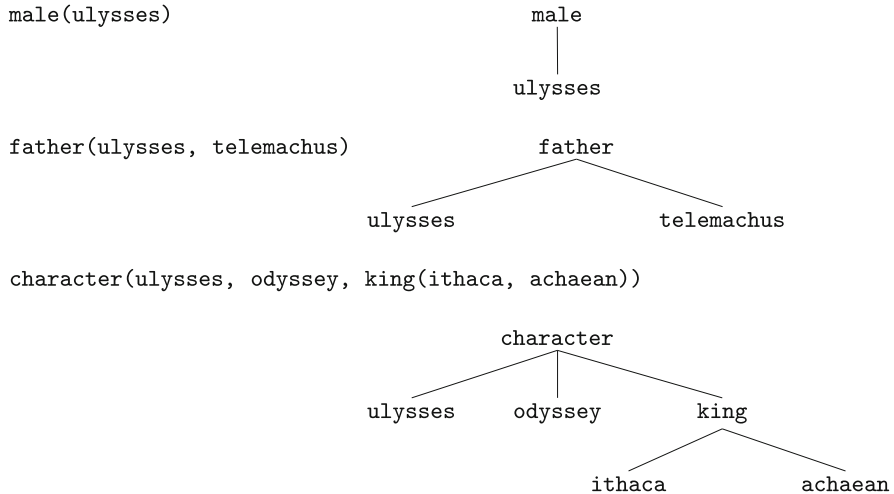 male(ulysses) male
ulysses
father(ulysses, telemachus) father
ulysses telemachus
character(ulysses, odyssey, king(ithaca, achaean))
character
ulysses odyssey king
ithaca achaean